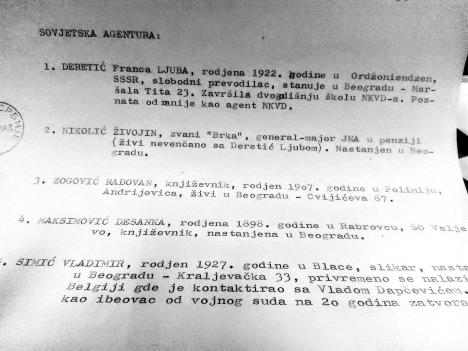 SOVJETSKA AGENTURA:
1. DERETIĆ Franca LJUBA, rodjena 1922. godine u Ordžoniendzen,
SSSR, slobodni prevodilac, stanuje u Beogradu - Mar-
šala Tita 23. Završila dvogodišnju školu NKVD-a. Poz-
nata od ranije kao agent NKVD.
2. NIKOLIĆ ŽIVOJIN, zvani "Brka", general-major JNA u penziji
(živi nevenčano sa Deretić Ljubom). Nastanjen u Beo-
gradu.
3. ZOGOVIĆ RADOVAN, književnik, rodjen 19o7. godine u Polimlju,
Andrijevica, živi u Beogradu - Cvijićeva 67.
4. MAKSIMOVIĆ DESANKA, rodjena 1898. godine u Rabrovcu, SO Valje
vo, književnik, nastanjena u Beogradu.
SIMIĆ VLADIMIR, rodjen 1927. godine u Blace, slikar, nasta
u Beogradu - Kraljevačka 33, privremeno se nalazi
Belgiji gde je kontaktirao sa Vladom Dapčevićem.
kao ibeovac od vojnog suda na 2o godina zatvora